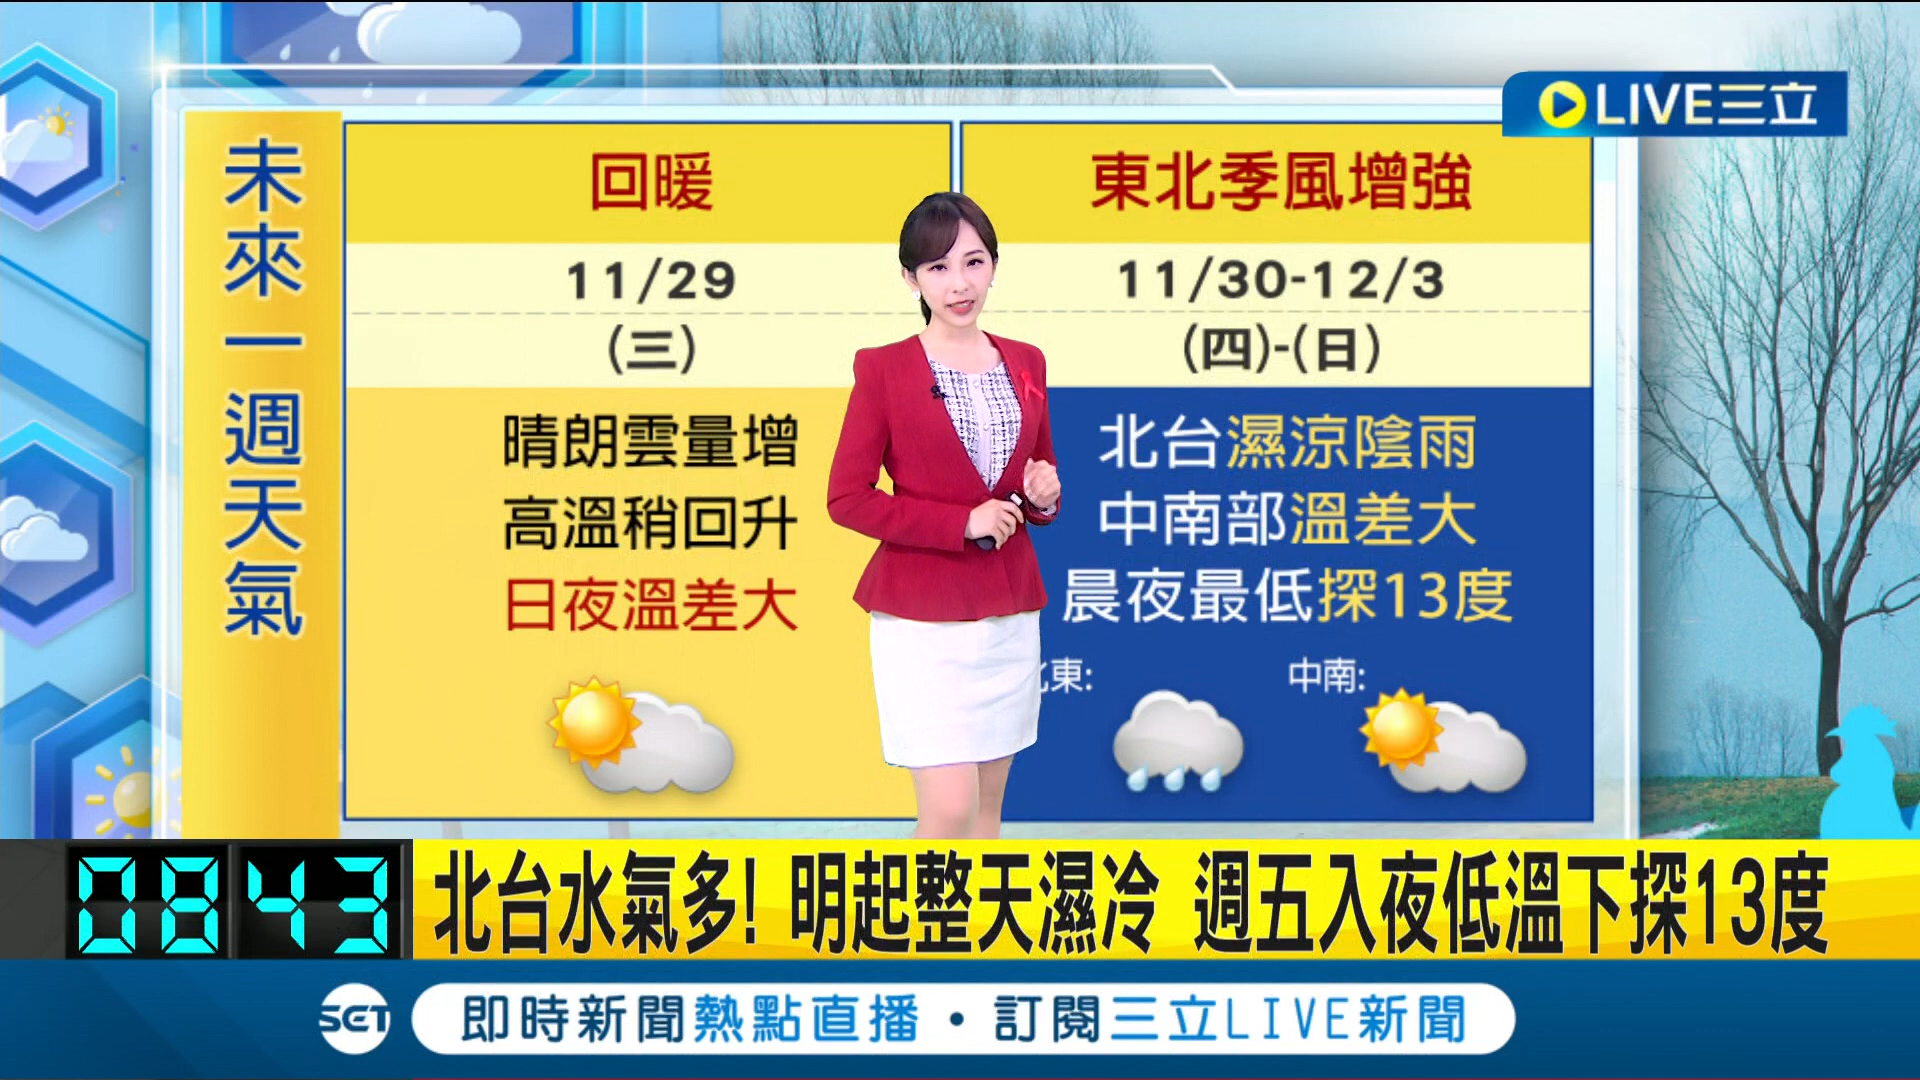 LIVE三立
未來一週天氣
回暖
11/29
(三)
晴朗雲量增
高溫稍回升
日夜溫差大
東北季風增強
11/30-12/3
(四)-(日)
北台濕涼陰雨
中南部溫差大
晨夜最低探13度
東:
中南:
0843
北台水氣多! 明起整天濕冷 週五入夜低溫下探13度
SET
即時新聞熱點直播・訂閱三立LIVE新聞